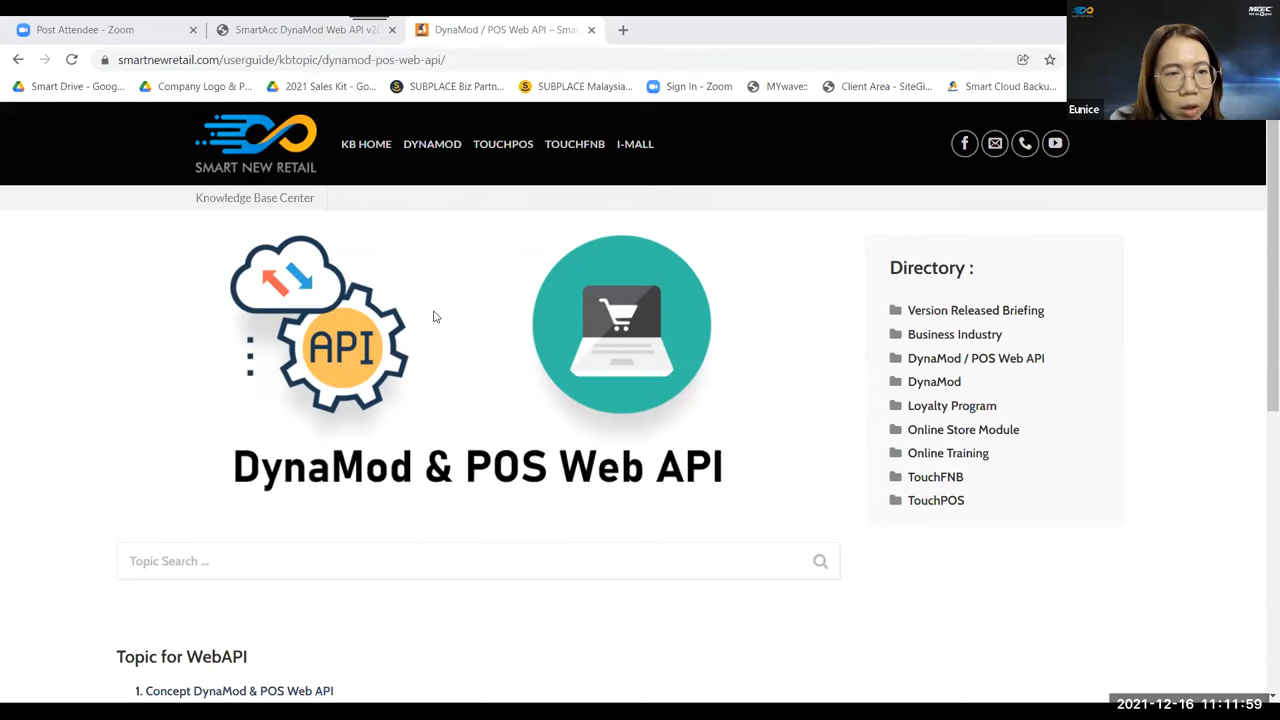 Post Attendee - Zoom
SmartAcc DynaMod Web API v2
DynaMod / POS Web API – Sma
smartnewretail.com/userguide/kbtopic/dynamod-pos-web-api/
Smart Drive - Goog...
Company Logo & P...
2021 Sales Kit - Go...
SUBPLACE Biz Partn...
SUBPLACE Malaysia...
Sign In - Zoom
MYwave::
Client Area - SiteGi...
Smart Cloud Backu...
Eunice
SMART NEW RETAIL
KB HOME
DYNAMOD
TOUCHPOS
TOUCHFNB
I-MALL
Knowledge Base Center
API
DynaMod & POS Web API
Directory :
Version Released Briefing
Business Industry
DynaMod / POS Web API
DynaMod
Loyalty Program
Online Store Module
Online Training
TouchFNB
TouchPOS
Topic Search ...
Topic for WebAPI
1. Concept DynaMod & POS Web API
2021-12-16 11:11:59